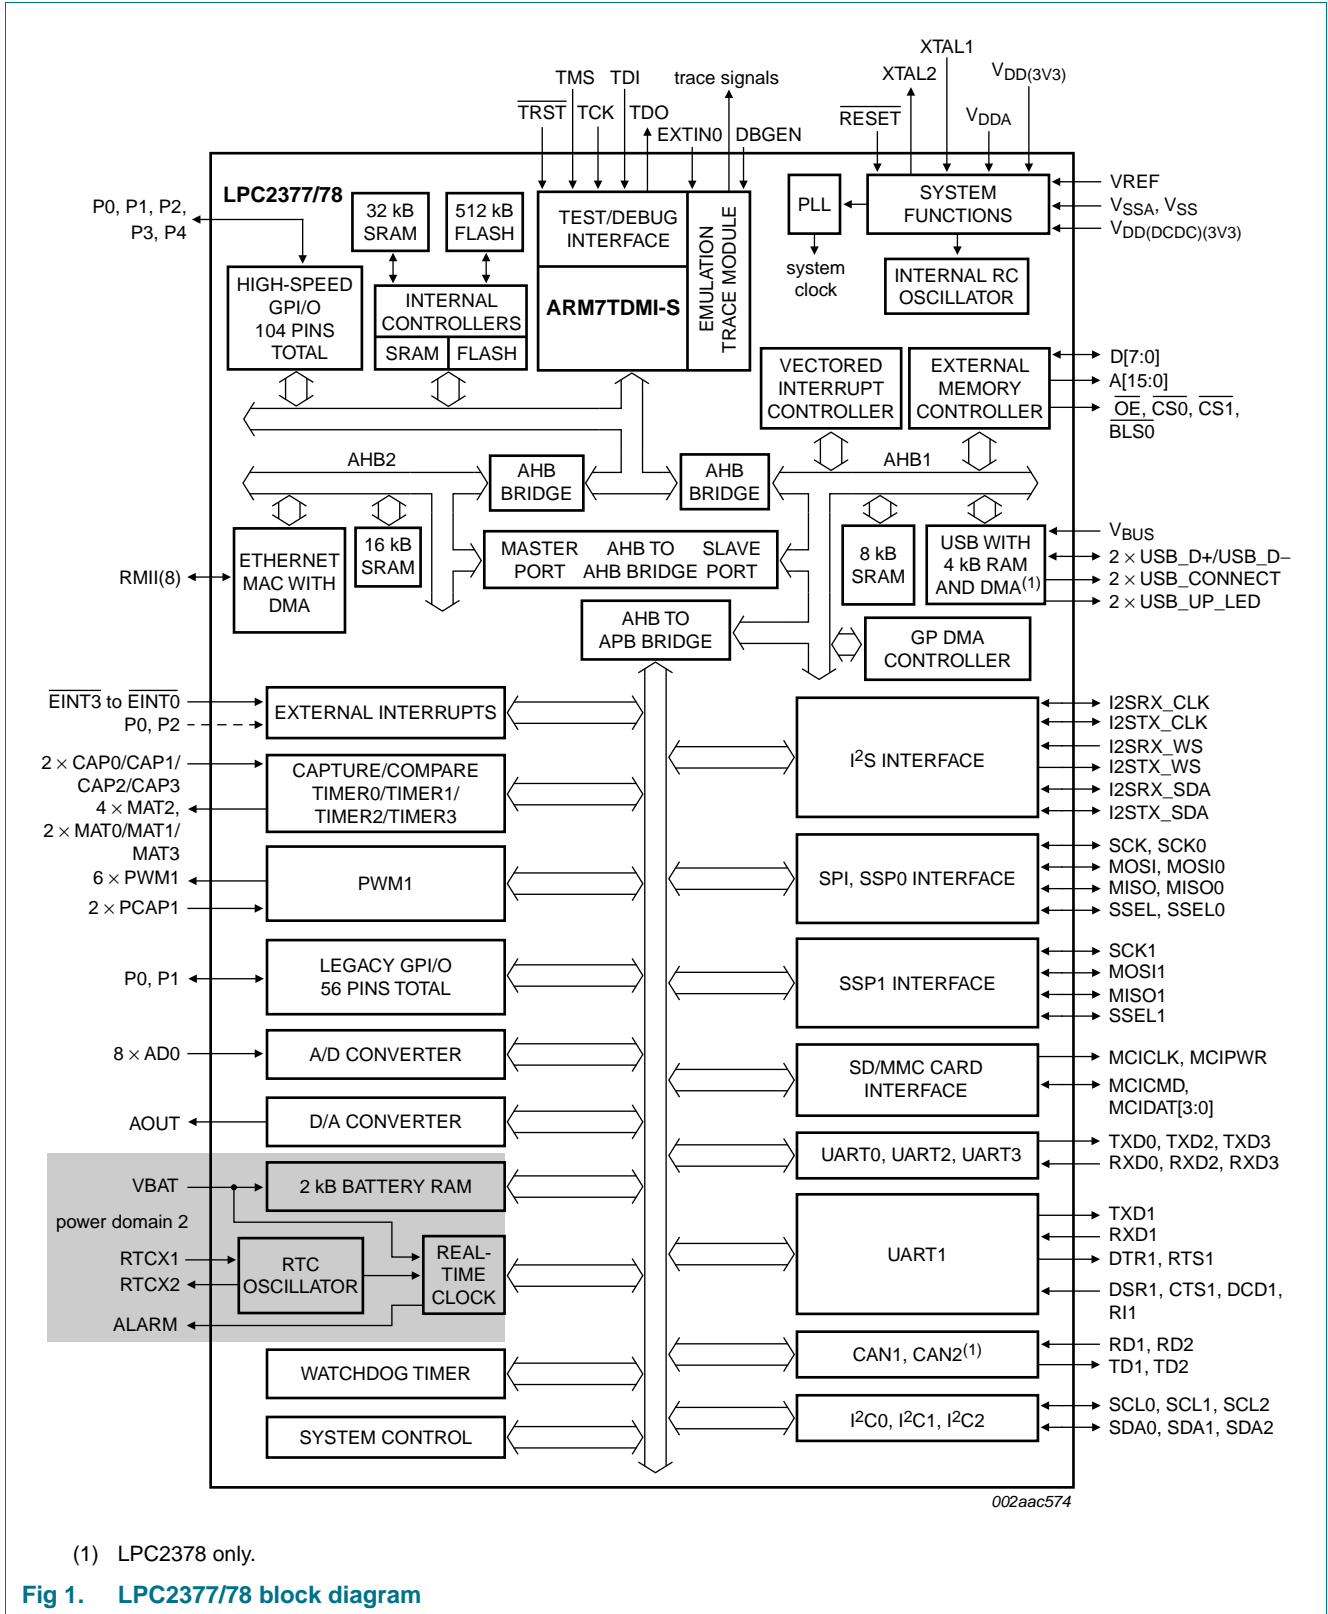 XTAL1
TMS TDI trace signals XTAL2 VDD(3V3)
TRST TCK TDO RESET VDDA
EXTIN0 DBGEN
LPC2377/78
P0, P1, P2,
P3, P4
32 kB
SRAM
512 kB
FLASH
TEST/DEBUG
INTERFACE
EMULATION
TRACE MODULE
PLL
SYSTEM
FUNCTIONS
VREF
VSSA, VSS
VDD(DCDC)(3V3)
system
clock
INTERNAL RC
OSCILLATOR
HIGH-SPEED
GPI/O
104 PINS
TOTAL
INTERNAL
CONTROLLERS
SRAM FLASH
ARM7TDMI-S
VECTORED
INTERRUPT
CONTROLLER
EXTERNAL
MEMORY
CONTROLLER
D[7:0]
A[15:0]
OE, CS0, CS1,
BLS0
AHB2
AHB
BRIDGE
AHB
BRIDGE
AHB1
ETHERNET
MAC WITH
DMA
RMII(8)
16 kB
SRAM
MASTER
PORT
AHB TO
AHB BRIDGE
SLAVE
PORT
8 kB
SRAM
USB WITH
4 kB RAM
AND DMA(1)
VBUS
2 × USB_D+/USB_D−
2 × USB_CONNECT
2 × USB_UP_LED
AHB TO
APB BRIDGE
GP DMA
CONTROLLER
EINT3 to EINT0
P0, P2
EXTERNAL INTERRUPTS
2 × CAP0/CAP1/
CAP2/CAP3
4 × MAT2,
2 × MAT0/MAT1/
MAT3
CAPTURE/COMPARE
TIMER0/TIMER1/
TIMER2/TIMER3
6 × PWM1
2 × PCAP1
PWM1
P0, P1
LEGACY GPI/O
56 PINS TOTAL
8 × AD0
A/D CONVERTER
AOUT
D/A CONVERTER
VBAT
2 kB BATTERY RAM
power domain 2
RTCX1
RTCX2
RTC
OSCILLATOR
REAL-
TIME
CLOCK
ALARM
WATCHDOG TIMER
SYSTEM CONTROL
I2S INTERFACE
I2SRX_CLK
I2STX_CLK
I2SRX_WS
I2STX_WS
I2SRX_SDA
I2STX_SDA
SPI, SSP0 INTERFACE
SCK, SCK0
MOSI, MOSI0
MISO, MISO0
SSEL, SSEL0
SSP1 INTERFACE
SCK1
MOSI1
MISO1
SSEL1
SD/MMC CARD
INTERFACE
MCICLK, MCIPWR
MCICMD,
MCIDAT[3:0]
UART0, UART2, UART3
TXD0, TXD2, TXD3
RXD0, RXD2, RXD3
UART1
TXD1
RXD1
DTR1, RTS1
DSR1, CTS1, DCD1,
RI1
CAN1, CAN2(1)
RD1, RD2
TD1, TD2
I2C0, I2C1, I2C2
SCL0, SCL1, SCL2
SDA0, SDA1, SDA2
002aac574
(1) LPC2378 only.
Fig 1. LPC2377/78 block diagram